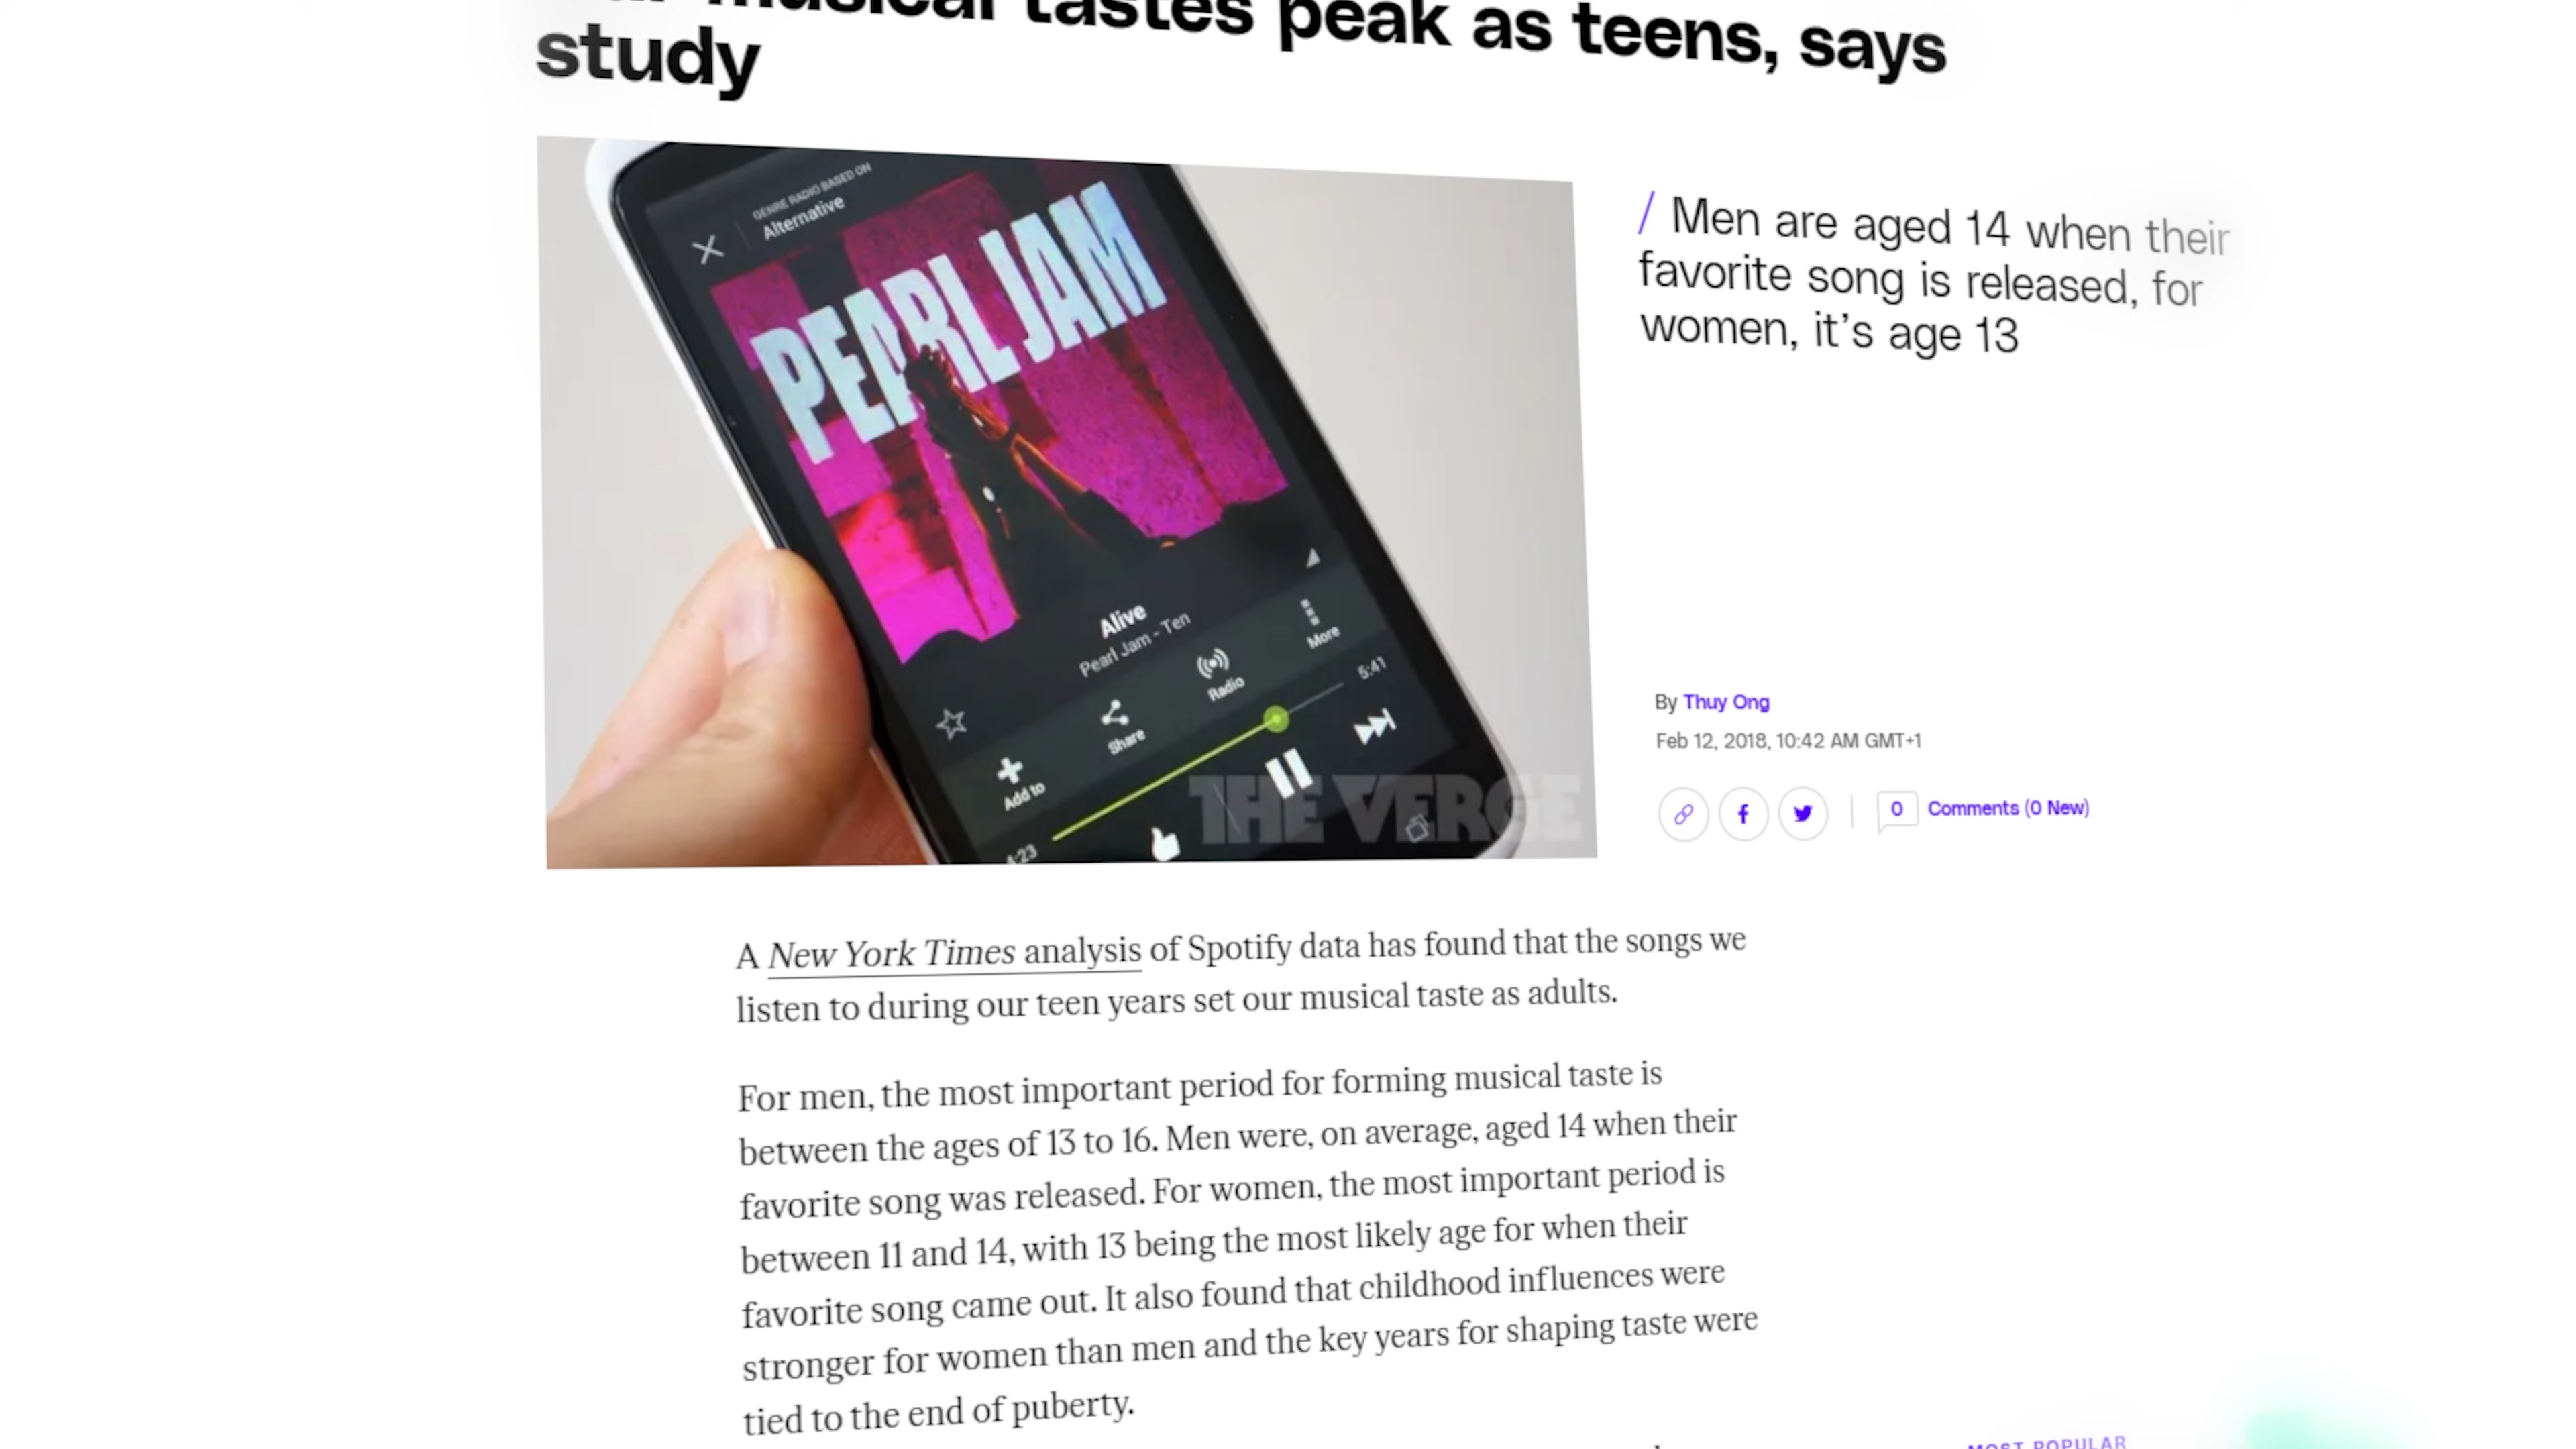 musical tastes peak as teens, says
study
GENRE RADIO BASED ON
Alternative
PEARL JAM
Alive
Pearl Jam - Ten
More
Radio
Share
Add to
5:41
4:23
THE VERGE
/ Men are aged 14 when their
favorite song is released, for
women, it's age 13
By Thuy Ong
Feb 12, 2018, 10:42 AM GMT+1
0 Comments (0 New)
A New York Times analysis of Spotify data has found that the songs we
listen to during our teen years set our musical taste as adults.
For men, the most important period for forming musical taste is
between the ages of 13 to 16. Men were, on average, aged 14 when their
favorite song was released. For women, the most important period is
between 11 and 14, with 13 being the most likely age for when their
favorite song came out. It also found that childhood influences were
stronger for women than men and the key years for shaping taste were
tied to the end of puberty.
MOST POPULAR